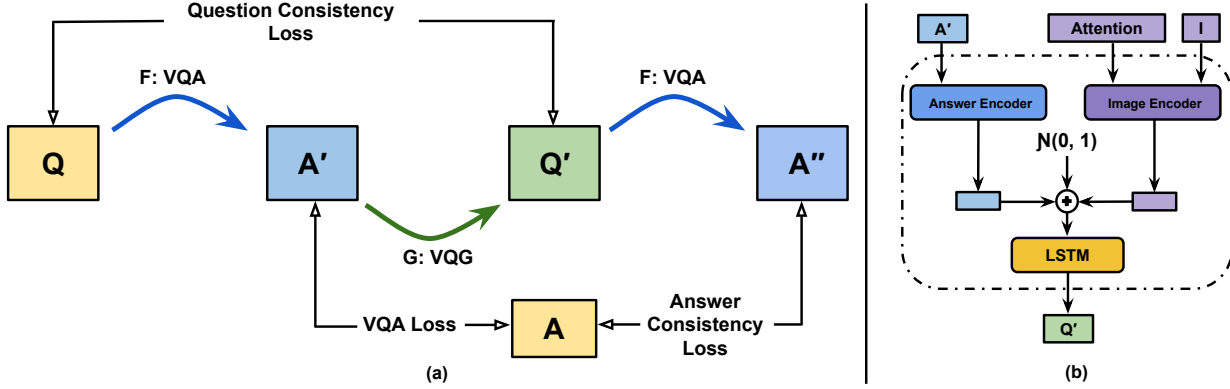 Question Consistency
Loss
F: VQA
F: VQA
Q
A′
Q′
A′′
G: VQG
VQA Loss
A
Answer
Consistency
Loss
(a)
A′
Attention
I
Answer Encoder
Image Encoder
N(0, 1)
+
LSTM
Q′
(b)